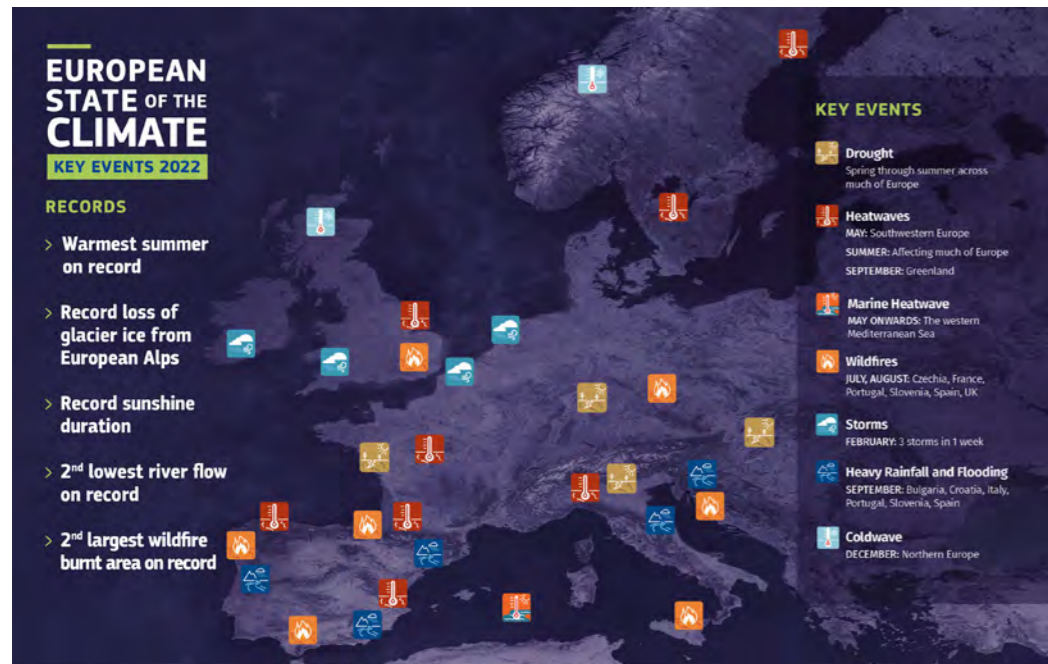 EUROPEAN
STATE OF THE
CLIMATE
KEY EVENTS 2022
RECORDS
> Warmest summer
on record
> Record loss of
glacier ice from
European Alps
> Record sunshine
duration
> 2nd lowest river flow
on record
> 2nd largest wildfire
burnt area on record
KEY EVENTS
Drought
Spring through summer across
much of Europe
Heatwaves
MAY: Southwestern Europe
SUMMER: Affecting much of Europe
SEPTEMBER: Greenland
Marine Heatwave
MAY ONWARDS: The western
Mediterranean Sea
Wildfires
JULY, AUGUST: Czechia, France,
Portugal, Slovenia, Spain, UK
Storms
FEBRUARY: 3 storms in 1 week
Heavy Rainfall and Flooding
SEPTEMBER: Bulgaria, Croatia, Italy,
Portugal, Slovenia, Spain
Coldwave
DECEMBER: Northern Europe